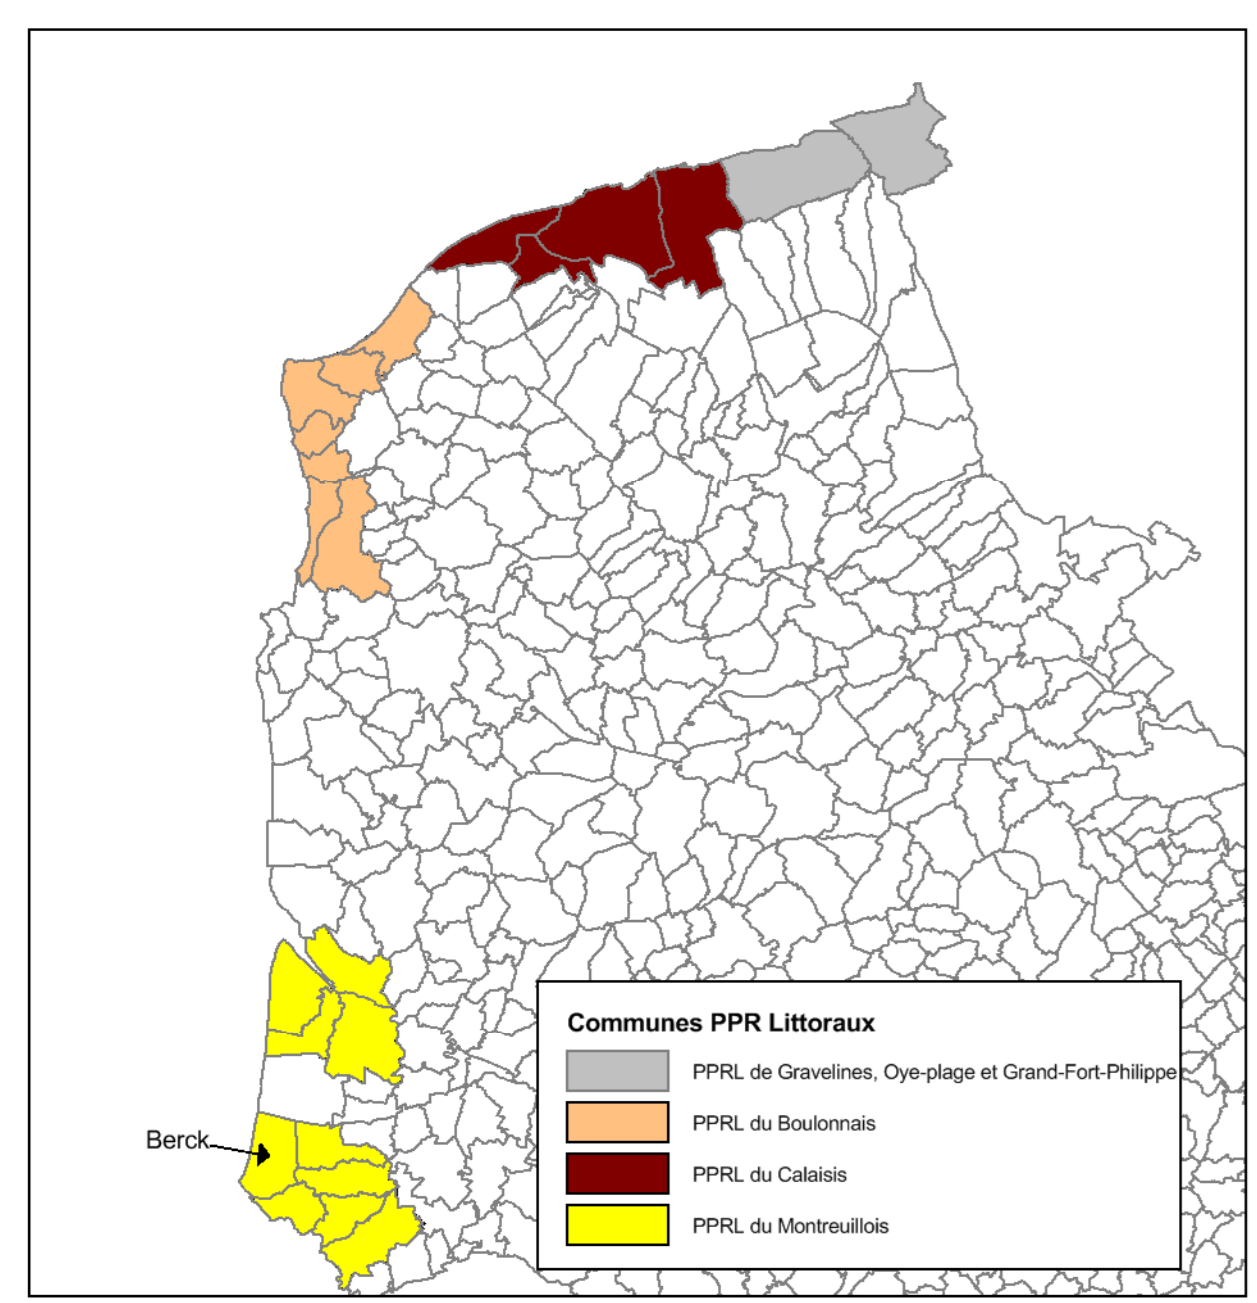 Berck
Communes PPR Littoraux
PPRL de Gravelines, Oye-plage et Grand-Fort-Philippe
PPRL du Boulonnais
PPRL du Calaisis
PPRL du Montreuillois